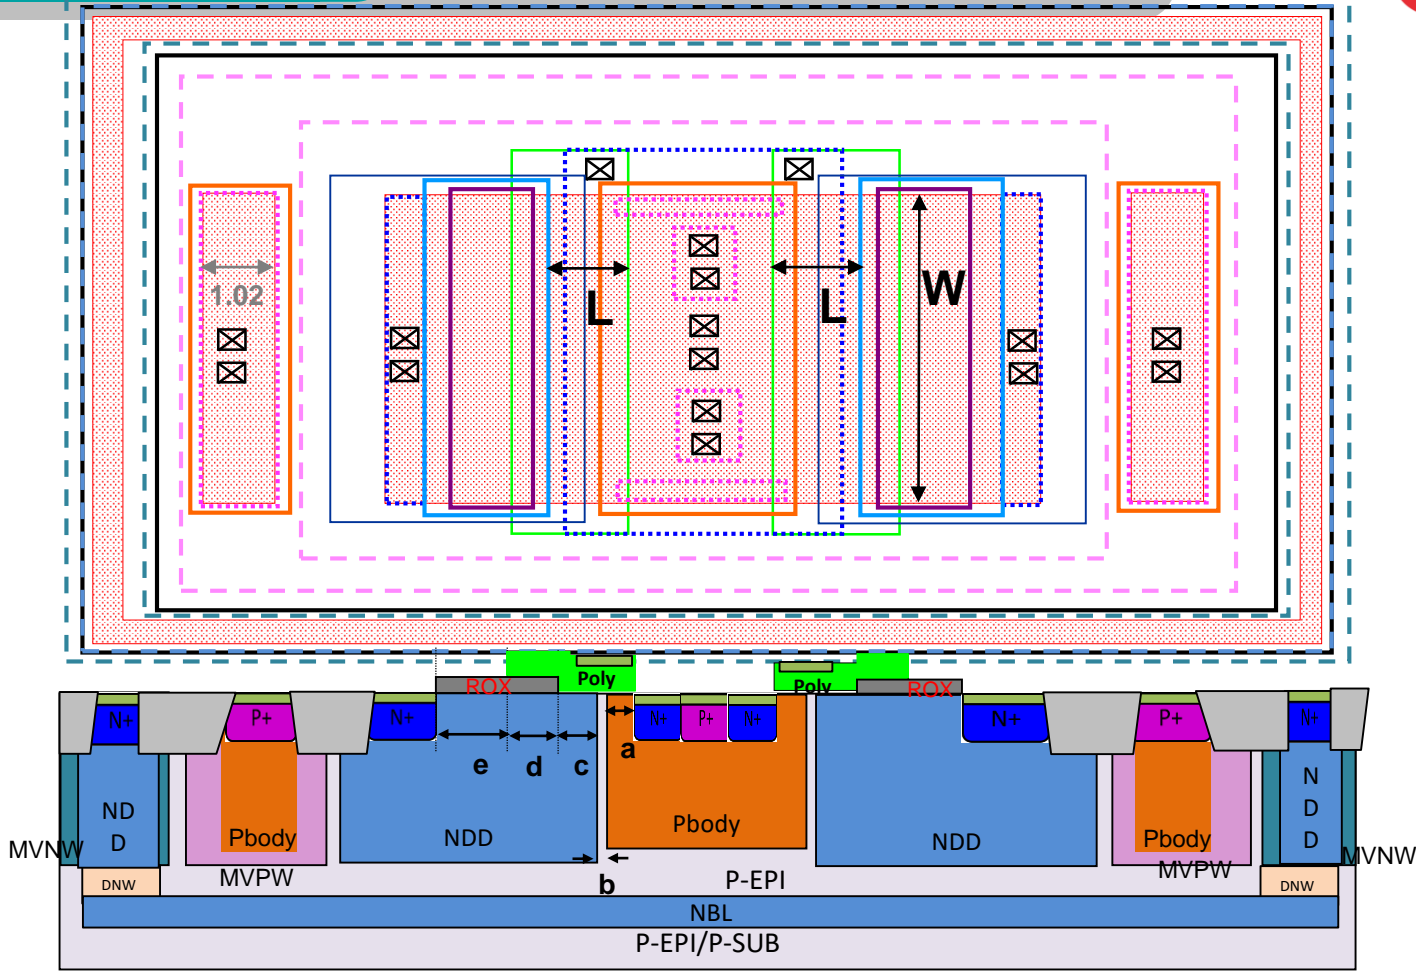 1.02
L
L
W
Poly
Poly
ROX
ROX
N+
P+
N+
N+
P+
N+
N+
P+
N+
a
e
d
c
ND
D
Pbody
NDD
Pbody
NDD
Pbody
N
D
D
MVNW
MVNW
MVPW
MVPW
b
P-EPI
DNW
DNW
NBL
P-EPI/P-SUB